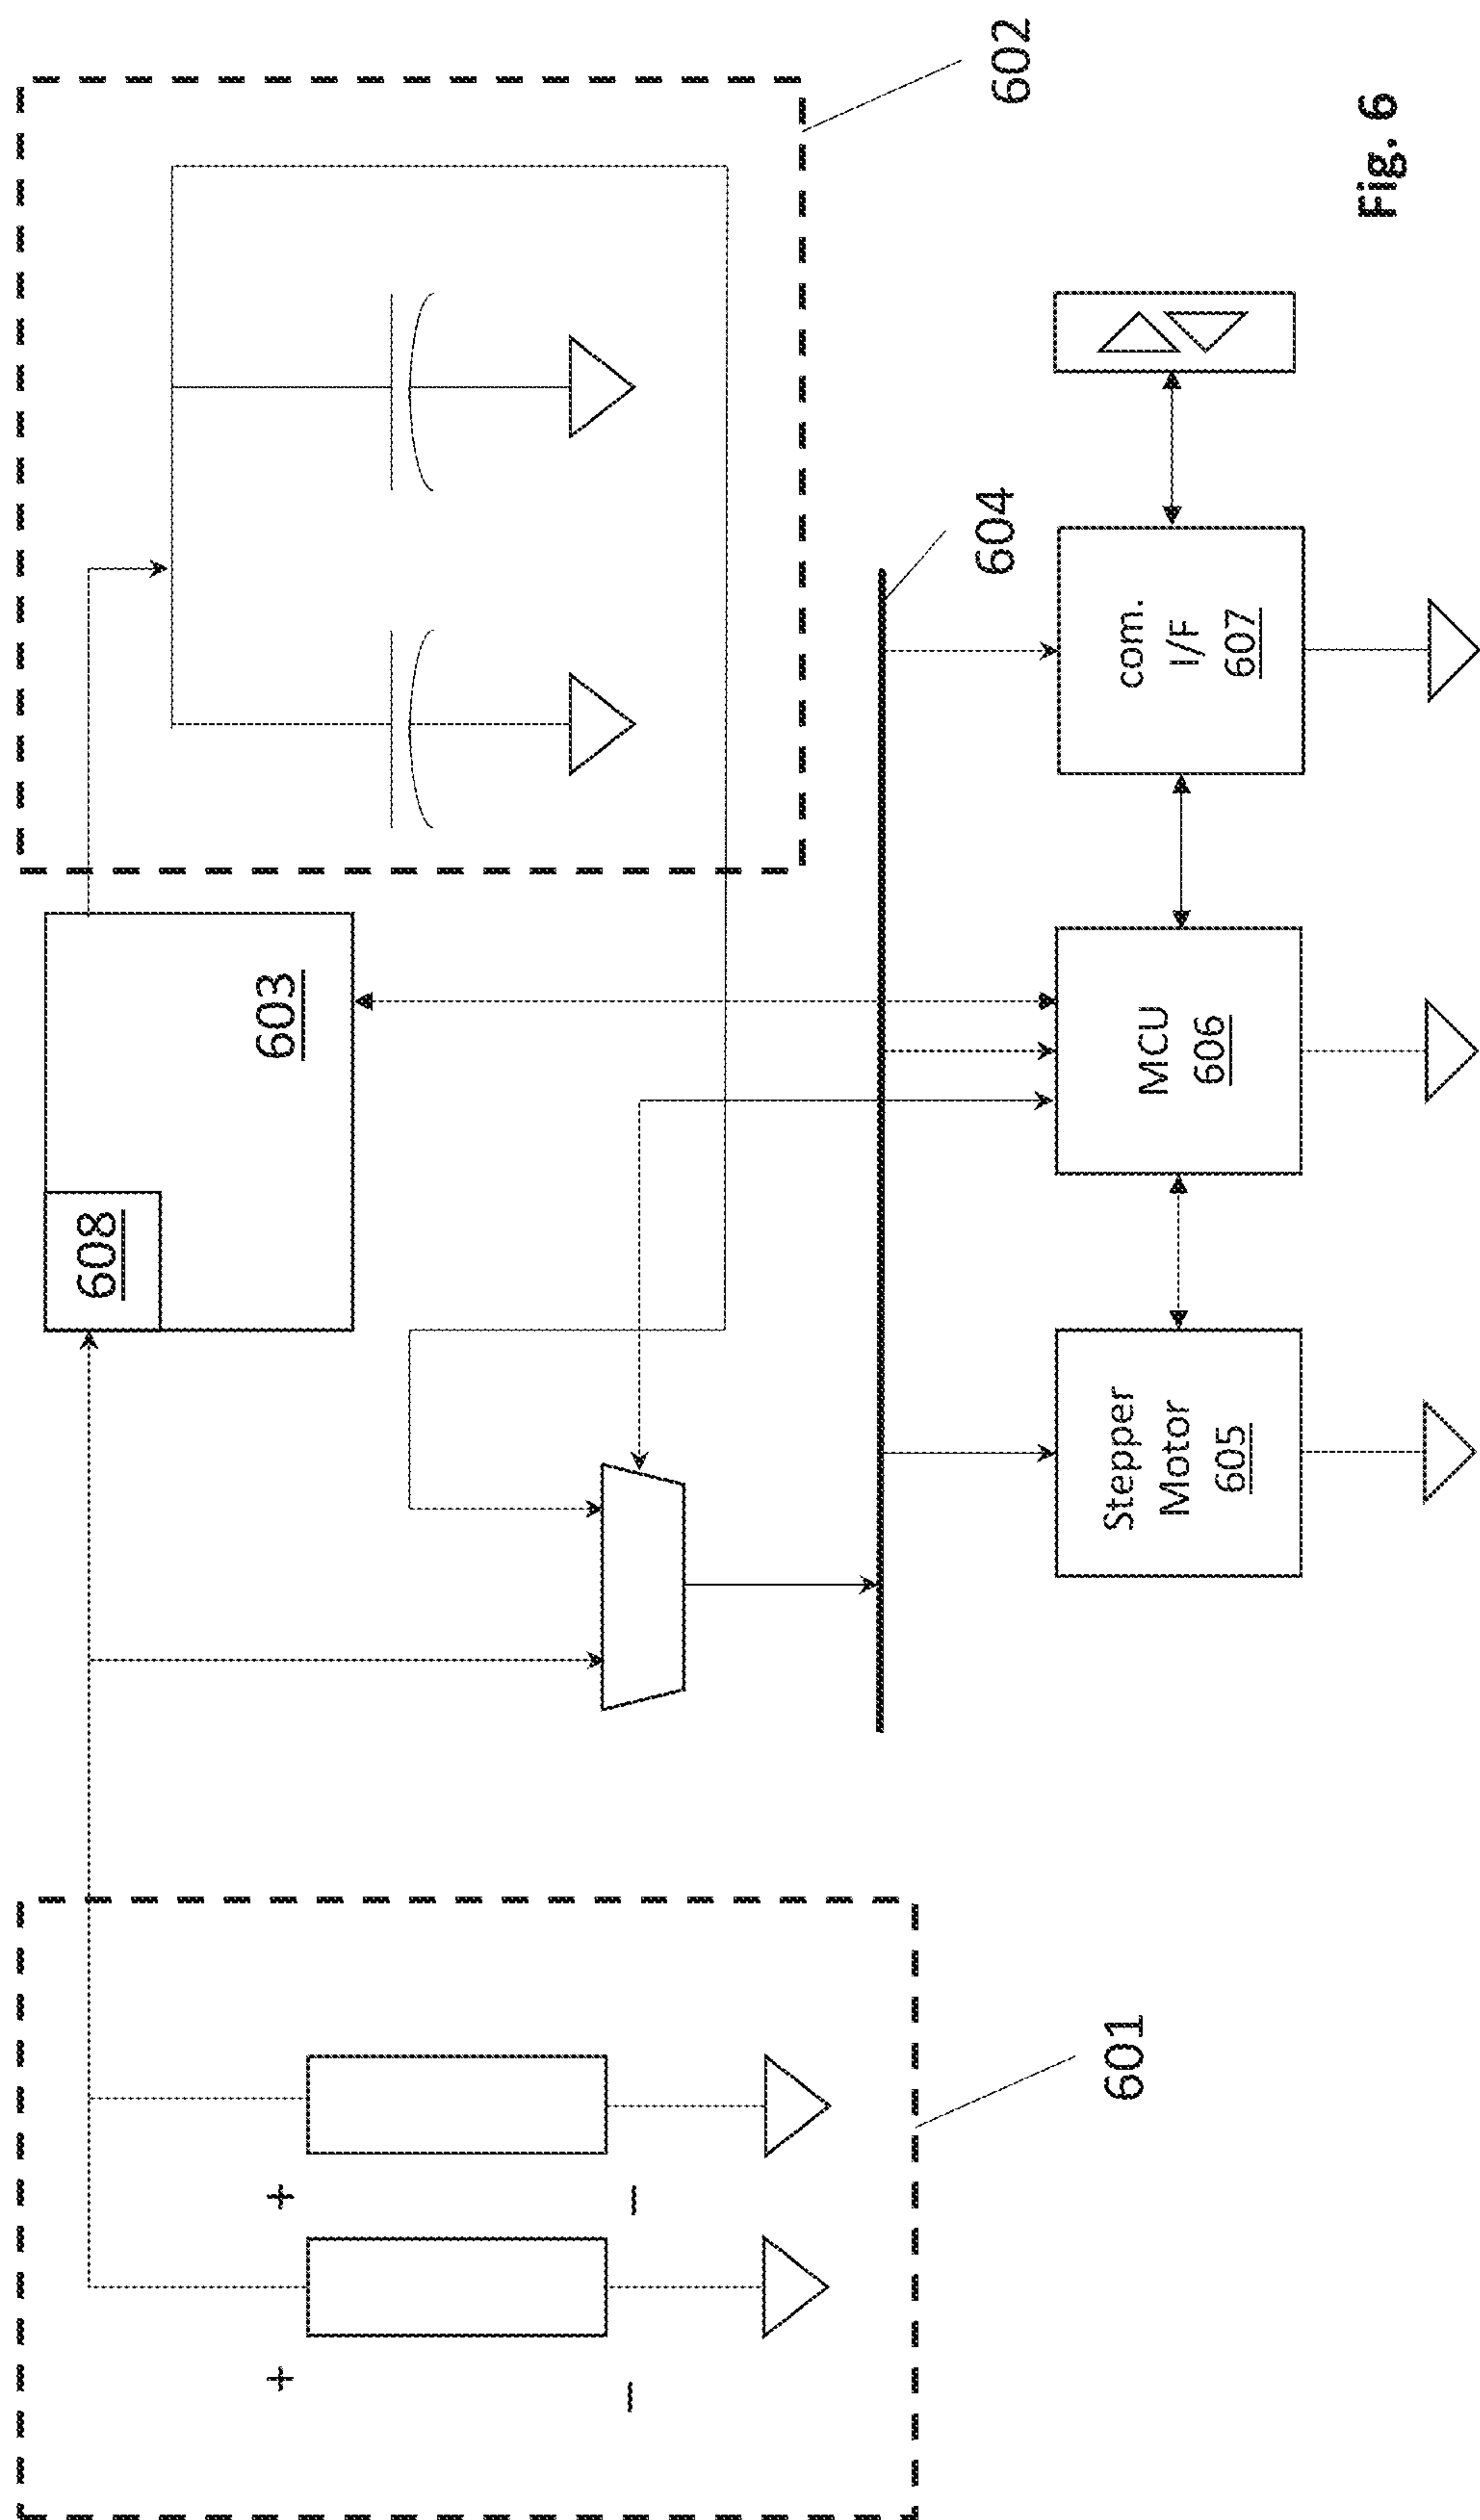 608
603
602
+
−
+
−
601
604
Stepper
Motor
605
MCU
606
com.
I/F
607
Fig. 6